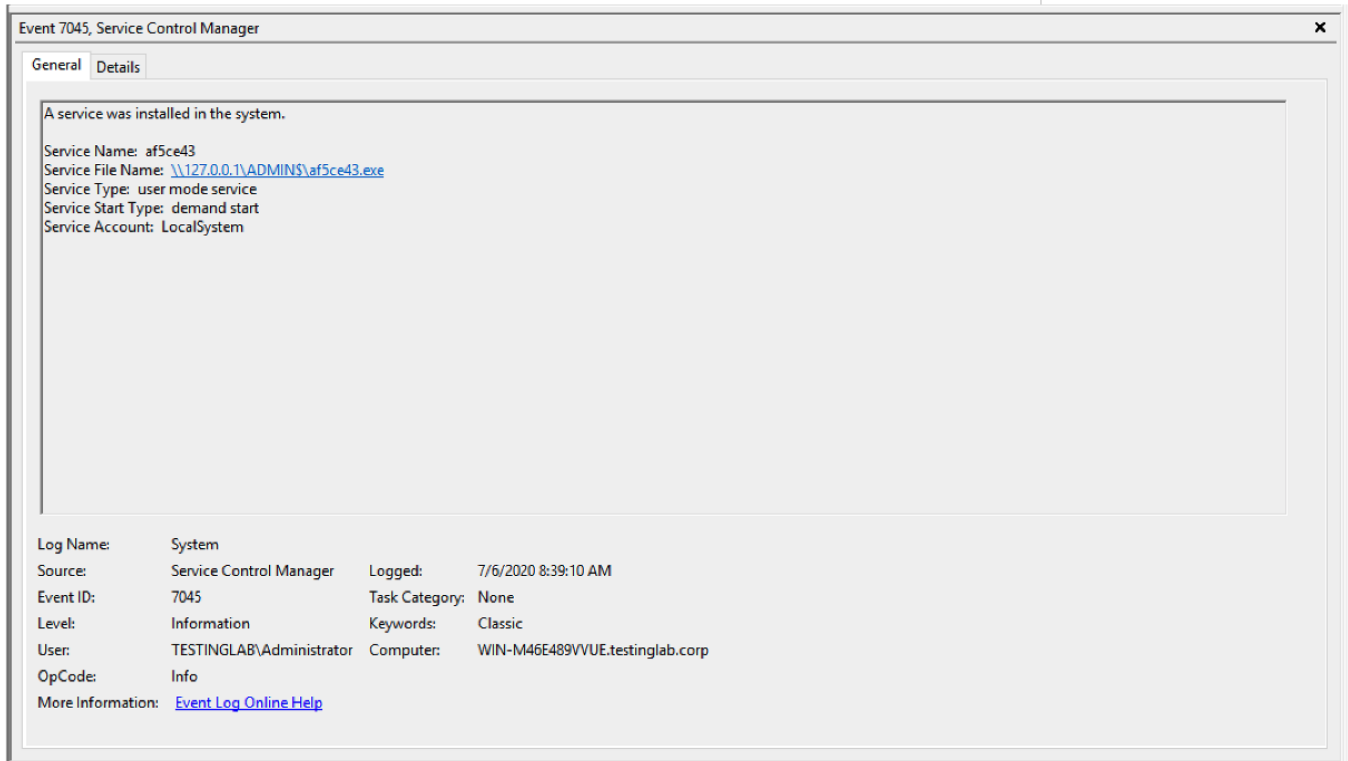 Event 7045, Service Control Manager
General Details
A service was installed in the system.
Service Name: af5ce43
Service File Name: \\127.0.0.1\ADMIN$\af5ce43.exe
Service Type: user mode service
Service Start Type: demand start
Service Account: LocalSystem
Log Name: System
Source: Service Control Manager Logged: 7/6/2020 8:39:10 AM
Event ID: 7045 Task Category: None
Level: Information Keywords: Classic
User: TESTINGLAB\Administrator Computer: WIN-M46E489VVUE.testinglab.corp
OpCode: Info
More Information: Event Log Online Help